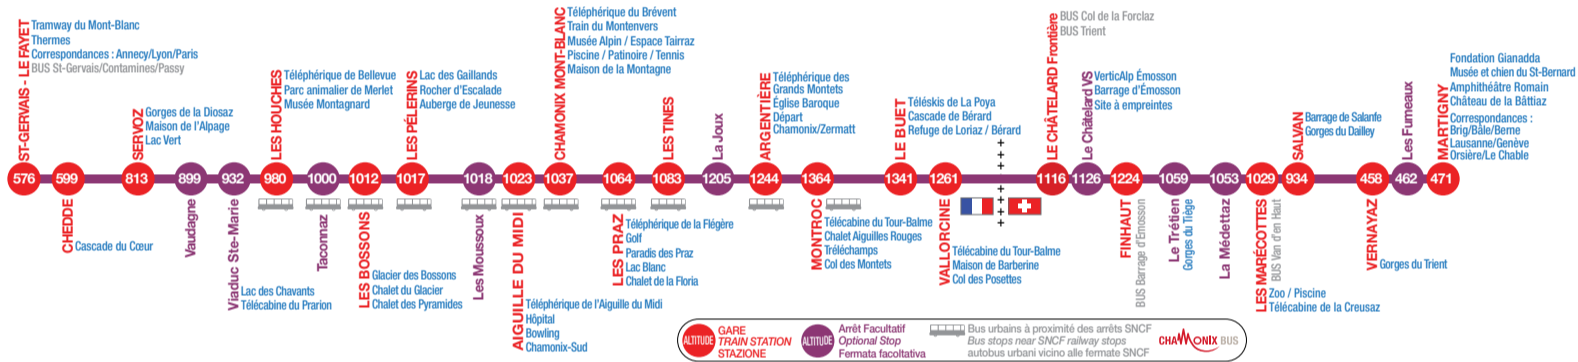 ST-GERVAIS - LE FAYET
Tramway du Mont-Blanc
Thermes
Correspondances : Annecy/Lyon/Paris
BUS St-Gervais/Contamines/Passy
576
599
CHEDDE
Cascade du Cœur
SERVOZ
Gorges de la Diosaz
Maison de l'Alpage
Lac Vert
813
899
Vaudagne
932
Viaduc Ste-Marie
Lac des Chavants
Télécabine du Prarion
LES HOUCHES
Téléphérique de Bellevue
Parc animalier de Merlet
Musée Montagnard
980
1000
Taconnaz
1012
LES BOSSONS
Glacier des Bossons
Chalet du Glacier
Chalet des Pyramides
LES PÉLERINS
Lac des Gaillands
Rocher d'Escalade
Auberge de Jeunesse
1017
1018
Les Moussoux
1023
AIGUILLE DU MIDI
Téléphérique de l'Aiguille du Midi
Hôpital
Bowling
Chamonix-Sud
CHAMONIX MONT-BLANC
Téléphérique du Brévent
Train du Montenvers
Musée Alpin / Espace Tairraz
Piscine / Patinoire / Tennis
Maison de la Montagne
1037
1064
LES PRAZ
Téléphérique de la Flégère
Golf
Paradis des Praz
Lac Blanc
Chalet de la Floria
LES TINES
1083
La Joux
1205
ARGENTIÈRE
Téléphérique des
Grands Montets
Église Baroque
Départ
Chamonix/Zermatt
1244
1364
MONTROC
Télécabine du Tour-Balme
Chalet Aiguilles Rouges
Tréléchamps
Col des Montets
LE BUET
Téléskis de La Poya
Cascade de Bérard
Refuge de Loriaz / Bérard
1341
1261
VALLORCINE
Télécabine du Tour-Balme
Maison de Barberine
Col des Posettes
LE CHÂTELARD Frontière
BUS Col de la Forclaz
BUS Trient
1116
Le Châtelard VS
VerticAlp Émosson
Barrage d'Émosson
Site à empreintes
1126
1224
FINHAUT
BUS Barrage d'Emosson
1059
Le Trétien
Gorges du Tiège
1053
La Médettaz
1029
LES MARÉCOTTES
BUS Van d'en Haut
Zoo / Piscine
Télécabine de la Creusaz
SALVAN
Barrage de Salanfe
Gorges du Dailley
934
458
VERNAYAZ
Gorges du Trient
Les Fumeaux
462
MARTIGNY
Fondation Gianadda
Musée et chien du St-Bernard
Amphithéâtre Romain
Château de la Bâttiaz
Correspondances :
Brig/Bâle/Berne
Lausanne/Genève
Orsière/Le Chable
471
ALTITUDE
GARE
TRAIN STATION
STAZIONE
ALTITUDE
Arrêt Facultatif
Optional Stop
Fermata facoltativa
Bus urbains à proximité des arrêts SNCF
Bus stops near SNCF railway stops
autobus urbani vicino alle fermate SNCF
CHAMONIX BUS